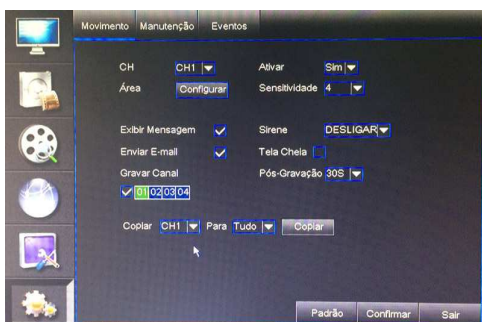 Movimento Manutenção Eventos
CH CH1 Ativar Sim
Área Configurar Sensitividade 4
Exibir Mensagem Sirene DESLIGAR
Enviar E-mail Tela Cheia
Gravar Canal Pós-Gravação 30S
01 02 03 04
Copiar CH1 Para Tudo Copiar
Padrão Confirmar Sair